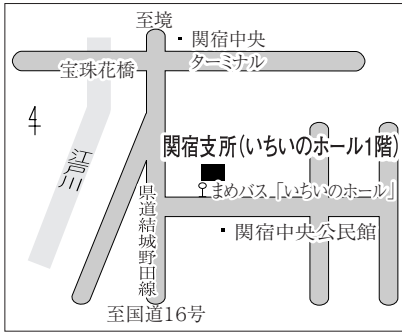 至境
関宿中央
ターミナル
宝珠花橋
関宿支所(いちいのホール1階)
江戸川
まめバス「いちいのホール」
県道結城野田線
関宿中央公民館
至国道16号